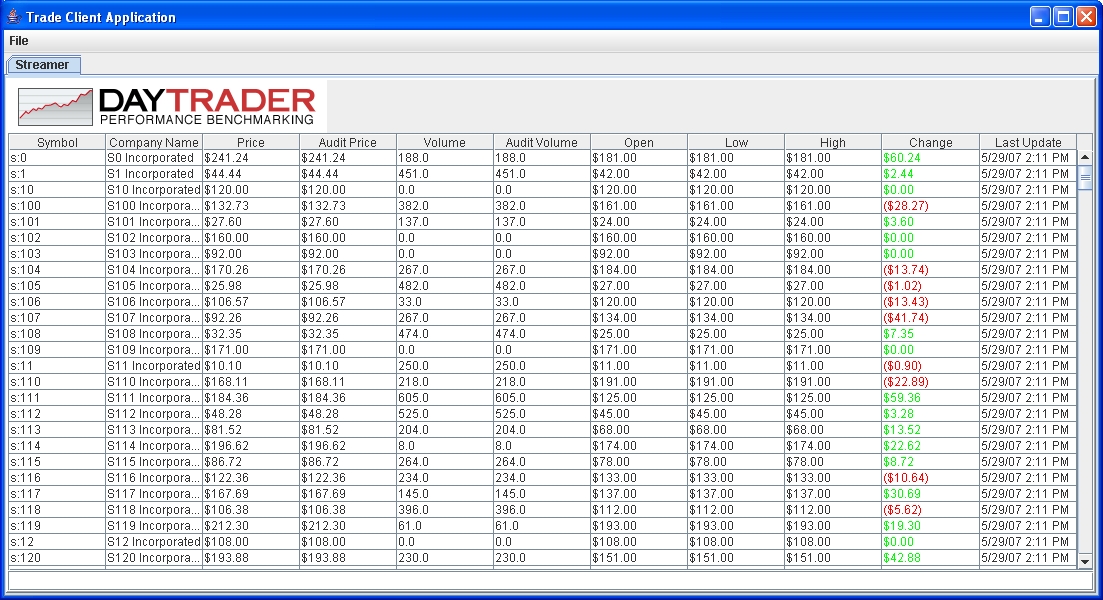 Trade Client Application
File
Streamer
DAYTRADER
PERFORMANCE BENCHMARKING
Symbol Company Name Price Audit Price Volume Audit Volume Open Low High Change Last Update
s:0 S0 Incorporated $241.24 $241.24 188.0 188.0 $181.00 $181.00 $181.00 $60.24 5/29/07 2:11 PM
s:1 S1 Incorporated $44.44 $44.44 451.0 451.0 $42.00 $42.00 $42.00 $2.44 5/29/07 2:11 PM
s:10 S10 Incorporated $120.00 $120.00 0.0 0.0 $120.00 $120.00 $120.00 $0.00 5/29/07 2:11 PM
s:100 S100 Incorpora... $132.73 $132.73 382.0 382.0 $161.00 $161.00 $161.00 ($28.27) 5/29/07 2:11 PM
s:101 S101 Incorpora... $27.60 $27.60 137.0 137.0 $24.00 $24.00 $24.00 $3.60 5/29/07 2:11 PM
s:102 S102 Incorpora... $160.00 $160.00 0.0 0.0 $160.00 $160.00 $160.00 $0.00 5/29/07 2:11 PM
s:103 S103 Incorpora... $92.00 $92.00 0.0 0.0 $92.00 $92.00 $92.00 $0.00 5/29/07 2:11 PM
s:104 S104 Incorpora... $170.26 $170.26 267.0 267.0 $184.00 $184.00 $184.00 ($13.74) 5/29/07 2:11 PM
s:105 S105 Incorpora... $25.98 $25.98 482.0 482.0 $27.00 $27.00 $27.00 ($1.02) 5/29/07 2:11 PM
s:106 S106 Incorpora... $106.57 $106.57 33.0 33.0 $120.00 $120.00 $120.00 ($13.43) 5/29/07 2:11 PM
s:107 S107 Incorpora... $92.26 $92.26 267.0 267.0 $134.00 $134.00 $134.00 ($41.74) 5/29/07 2:11 PM
s:108 S108 Incorpora... $32.35 $32.35 474.0 474.0 $25.00 $25.00 $25.00 $7.35 5/29/07 2:11 PM
s:109 S109 Incorpora... $171.00 $171.00 0.0 0.0 $171.00 $171.00 $171.00 $0.00 5/29/07 2:11 PM
s:11 S11 Incorporated $10.10 $10.10 250.0 250.0 $11.00 $11.00 $11.00 ($0.90) 5/29/07 2:11 PM
s:110 S110 Incorpora... $168.11 $168.11 218.0 218.0 $191.00 $191.00 $191.00 ($22.89) 5/29/07 2:11 PM
s:111 S111 Incorpora... $184.36 $184.36 605.0 605.0 $125.00 $125.00 $125.00 $59.36 5/29/07 2:11 PM
s:112 S112 Incorpora... $48.28 $48.28 525.0 525.0 $45.00 $45.00 $45.00 $3.28 5/29/07 2:11 PM
s:113 S113 Incorpora... $81.52 $81.52 204.0 204.0 $68.00 $68.00 $68.00 $13.52 5/29/07 2:11 PM
s:114 S114 Incorpora... $196.62 $196.62 8.0 8.0 $174.00 $174.00 $174.00 $22.62 5/29/07 2:11 PM
s:115 S115 Incorpora... $86.72 $86.72 264.0 264.0 $78.00 $78.00 $78.00 $8.72 5/29/07 2:11 PM
s:116 S116 Incorpora... $122.36 $122.36 234.0 234.0 $133.00 $133.00 $133.00 ($10.64) 5/29/07 2:11 PM
s:117 S117 Incorpora... $167.69 $167.69 145.0 145.0 $137.00 $137.00 $137.00 $30.69 5/29/07 2:11 PM
s:118 S118 Incorpora... $106.38 $106.38 396.0 396.0 $112.00 $112.00 $112.00 ($5.62) 5/29/07 2:11 PM
s:119 S119 Incorpora... $212.30 $212.30 61.0 61.0 $193.00 $193.00 $193.00 $19.30 5/29/07 2:11 PM
s:12 S12 Incorporated $108.00 $108.00 0.0 0.0 $108.00 $108.00 $108.00 $0.00 5/29/07 2:11 PM
s:120 S120 Incorpora... $193.88 $193.88 230.0 230.0 $151.00 $151.00 $151.00 $42.88 5/29/07 2:11 PM